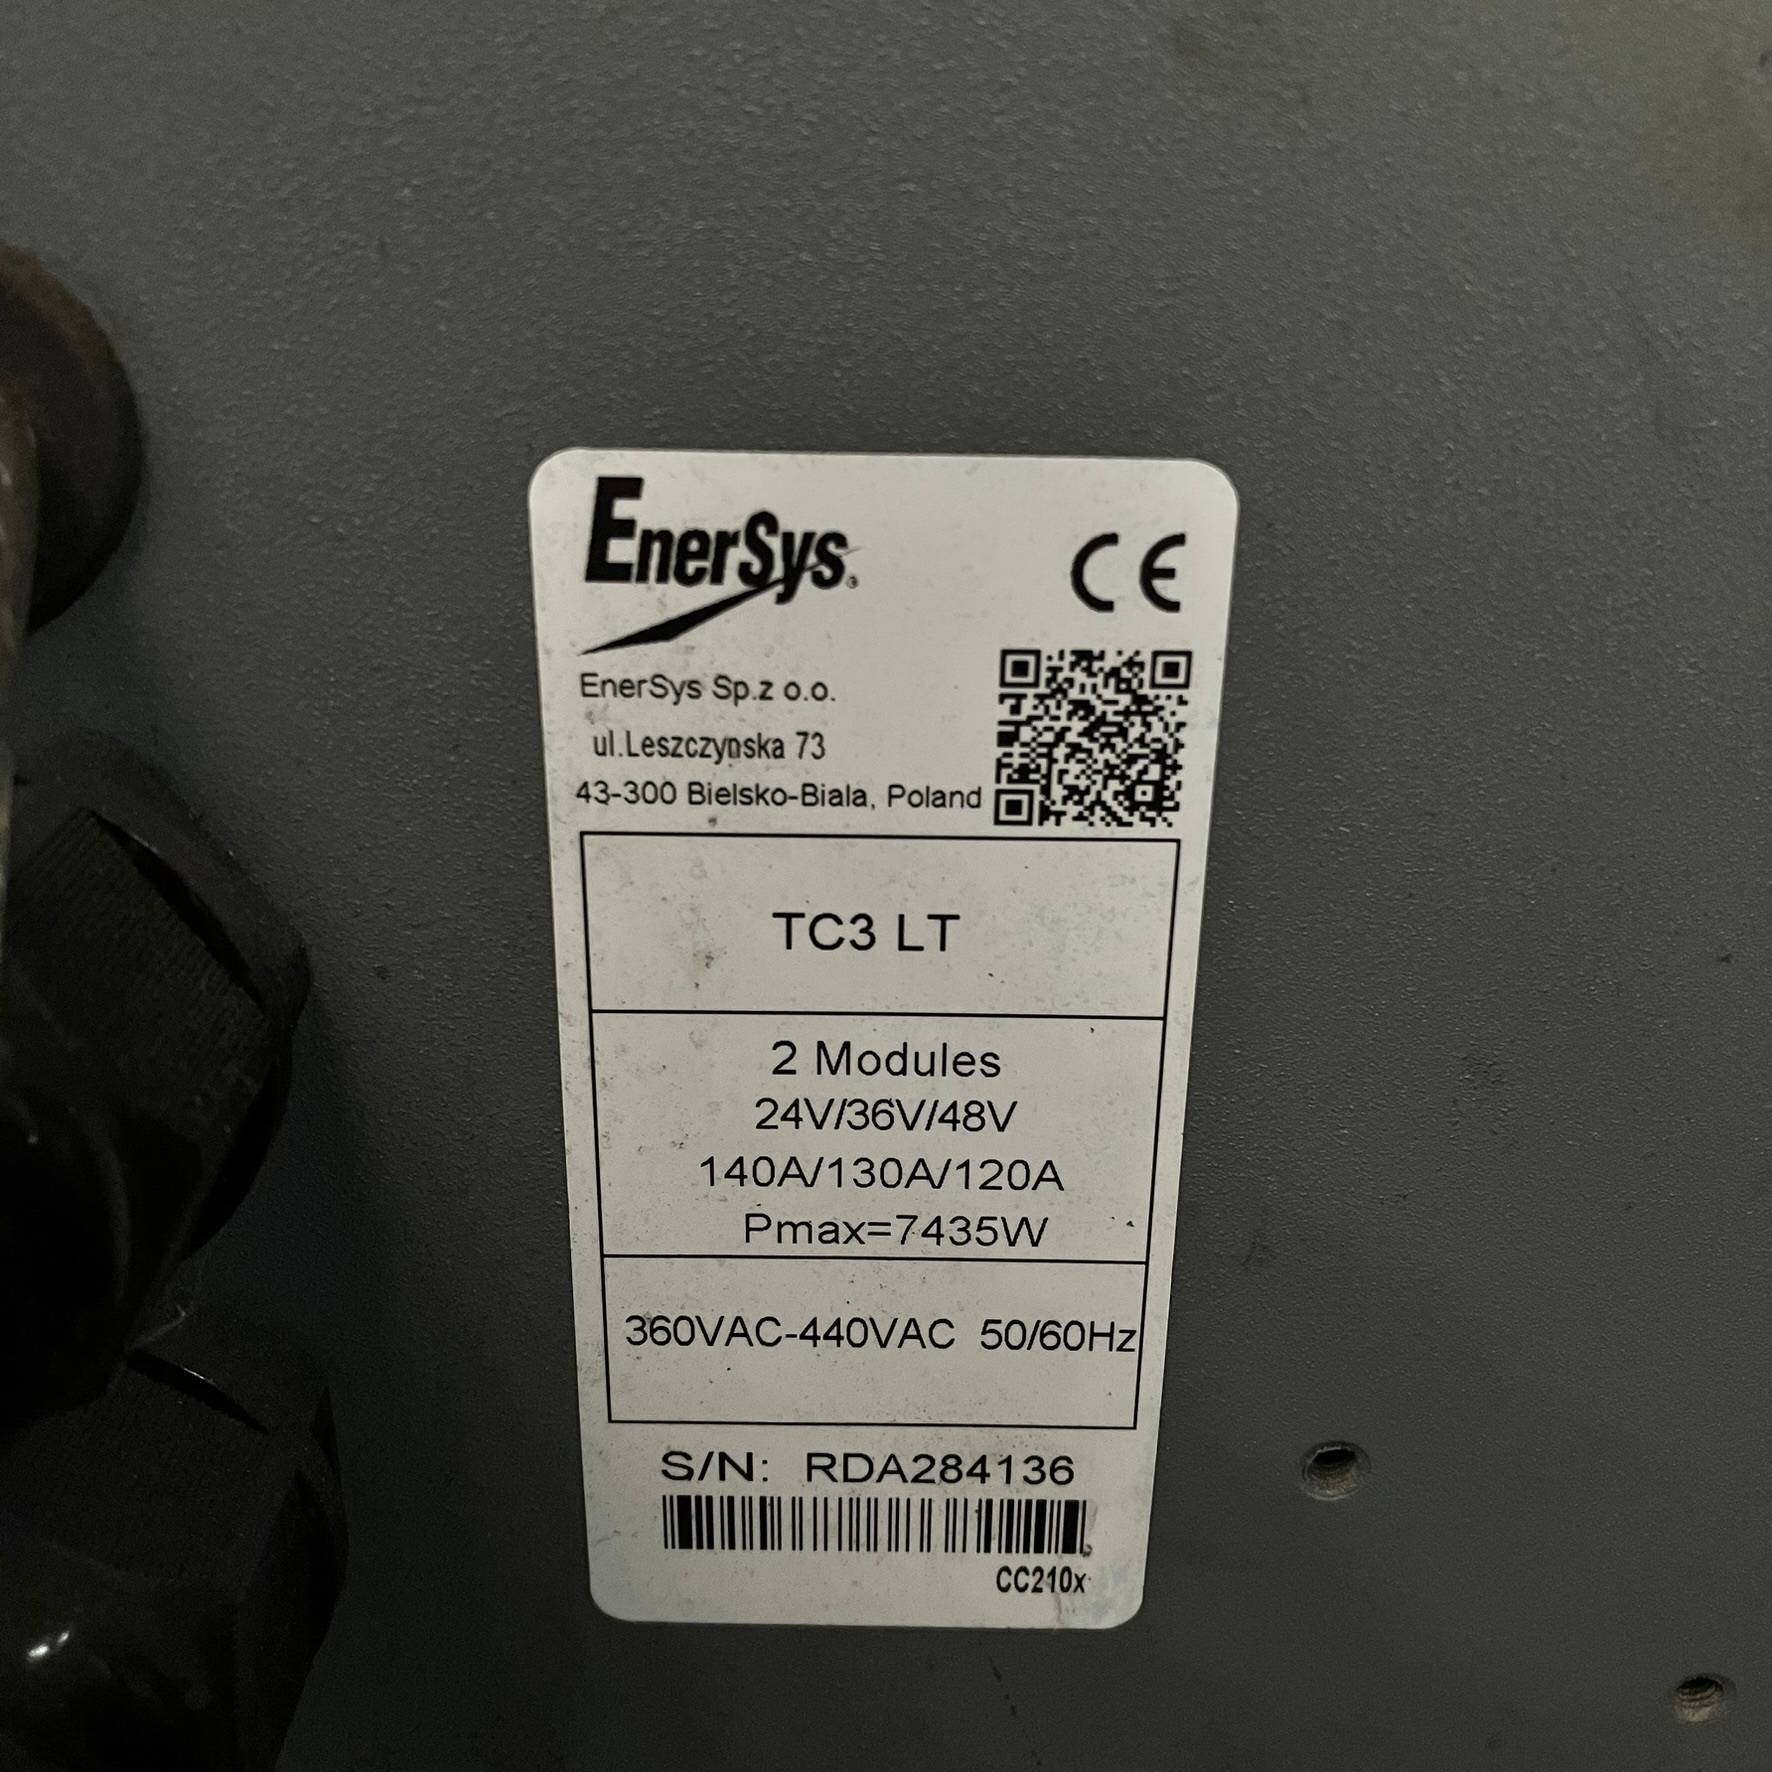 EnerSys®
CE
EnerSys Sp.z o.o.
ul.Leszczynska 73
43-300 Bielsko-Biala, Poland
TC3 LT
2 Modules
24V/36V/48V
140A/130A/120A
Pmax=7435W
360VAC-440VAC 50/60Hz
S/N: RDA284136
CC210x